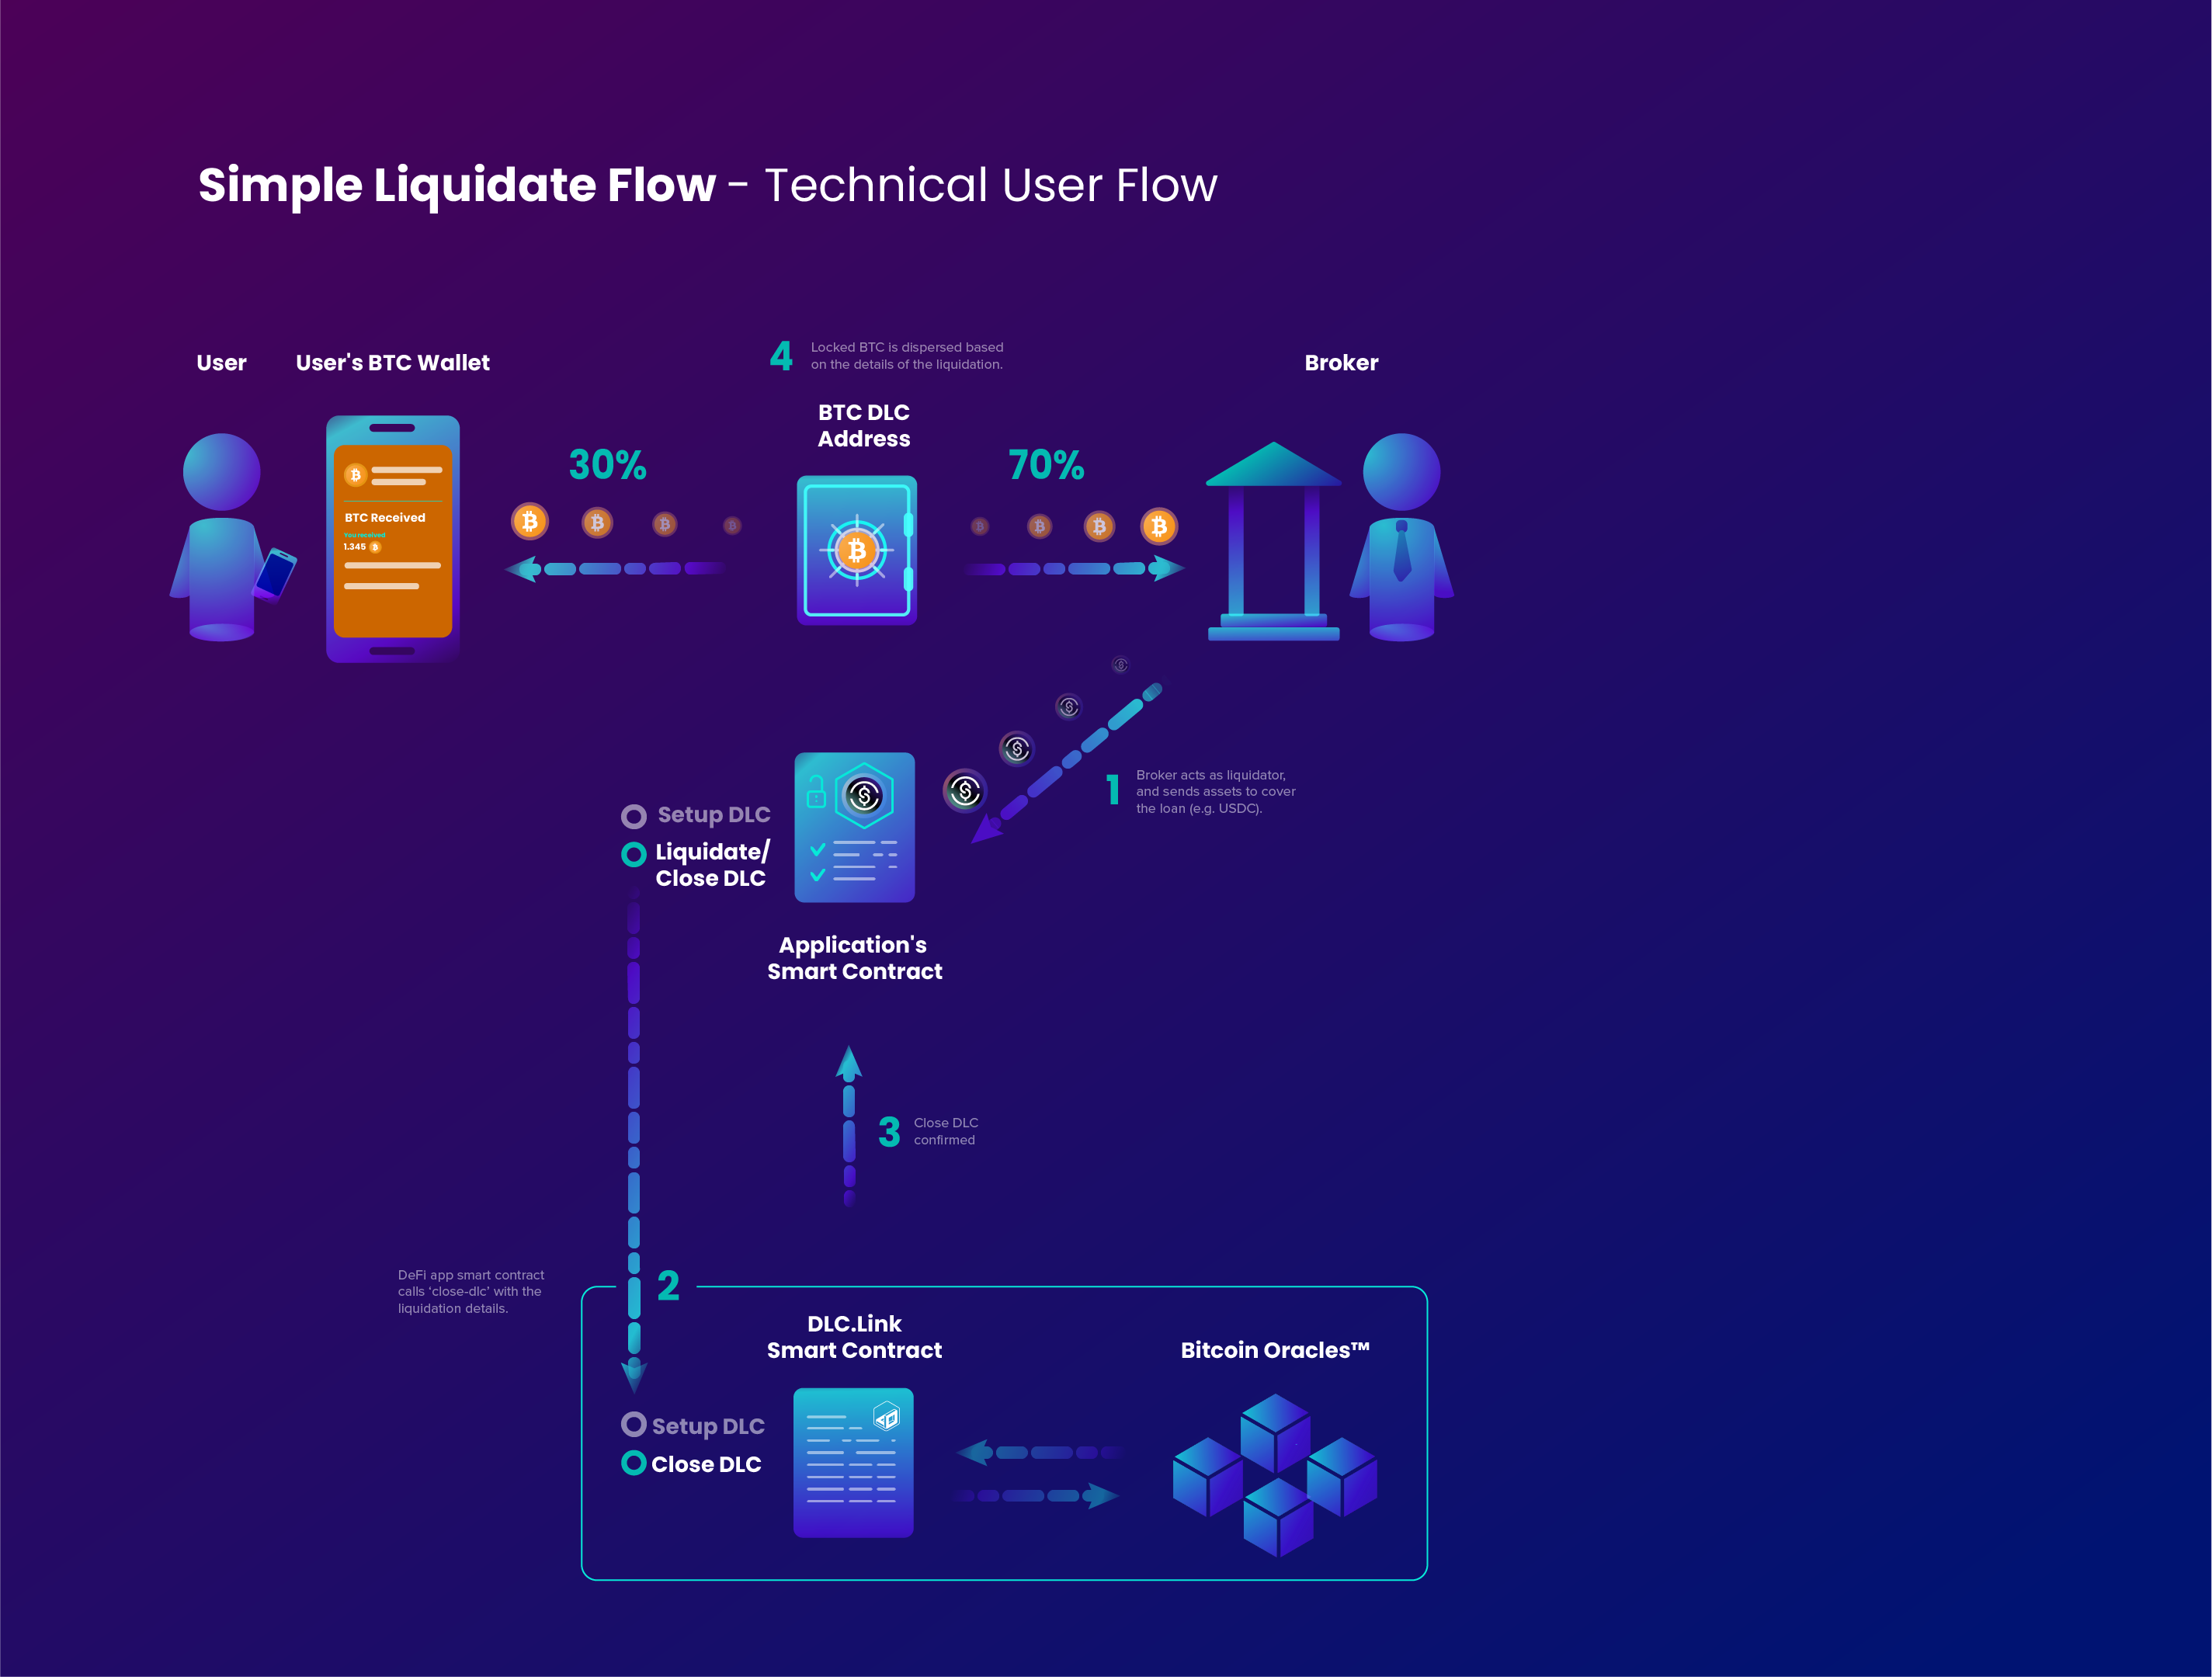 Simple Liquidate Flow - Technical User Flow
User
User's BTC Wallet
4
Locked BTC is dispersed based
on the details of the liquidation.
Broker
BTC DLC
Address
30%
70%
BTC Received
You received
1.345
1
Broker acts as liquidator,
and sends assets to cover
the loan (e.g. USDC).
Setup DLC
Liquidate/
Close DLC
Application's
Smart Contract
3
Close DLC
confirmed
DeFi app smart contract
calls ‘close-dlc’ with the
liquidation details.
2
DLC.Link
Smart Contract
Bitcoin Oracles™
Setup DLC
Close DLC